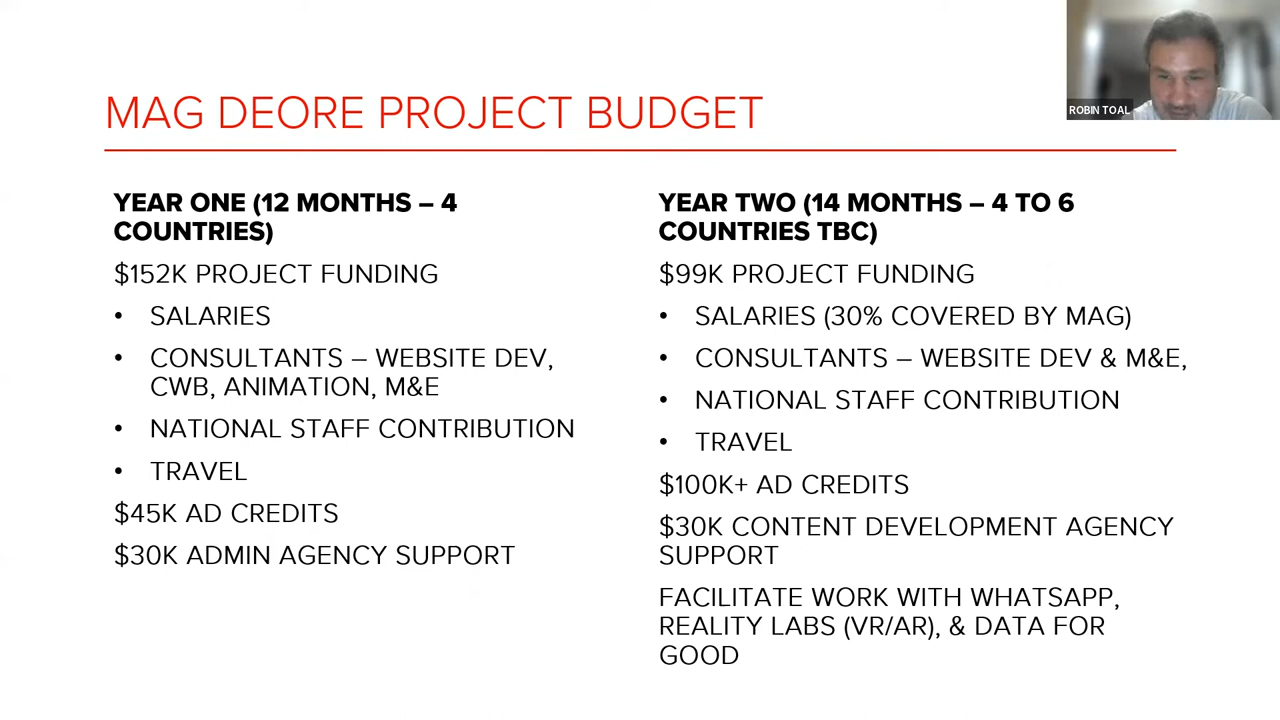 MAG DEORE PROJECT BUDGET
ROBIN TOAL
YEAR ONE (12 MONTHS – 4
COUNTRIES)
$152K PROJECT FUNDING
• SALARIES
• CONSULTANTS – WEBSITE DEV,
CWB, ANIMATION, M&E
• NATIONAL STAFF CONTRIBUTION
• TRAVEL
$45K AD CREDITS
$30K ADMIN AGENCY SUPPORT
YEAR TWO (14 MONTHS – 4 TO 6
COUNTRIES TBC)
$99K PROJECT FUNDING
• SALARIES (30% COVERED BY MAG)
• CONSULTANTS – WEBSITE DEV & M&E,
• NATIONAL STAFF CONTRIBUTION
• TRAVEL
$100K+ AD CREDITS
$30K CONTENT DEVELOPMENT AGENCY
SUPPORT
FACILITATE WORK WITH WHATSAPP,
REALITY LABS (VR/AR), & DATA FOR
GOOD